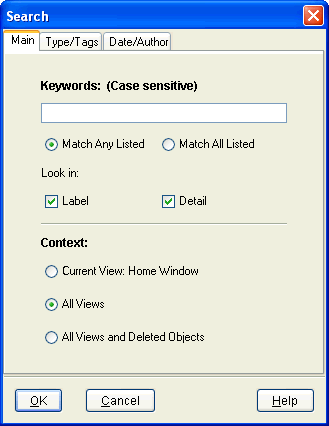 Search
Main Type/Tags Date/Author
Keywords: (Case sensitive)
Match Any Listed Match All Listed
Look in:
Label Detail
Context:
Current View: Home Window
All Views
All Views and Deleted Objects
OK Cancel Help